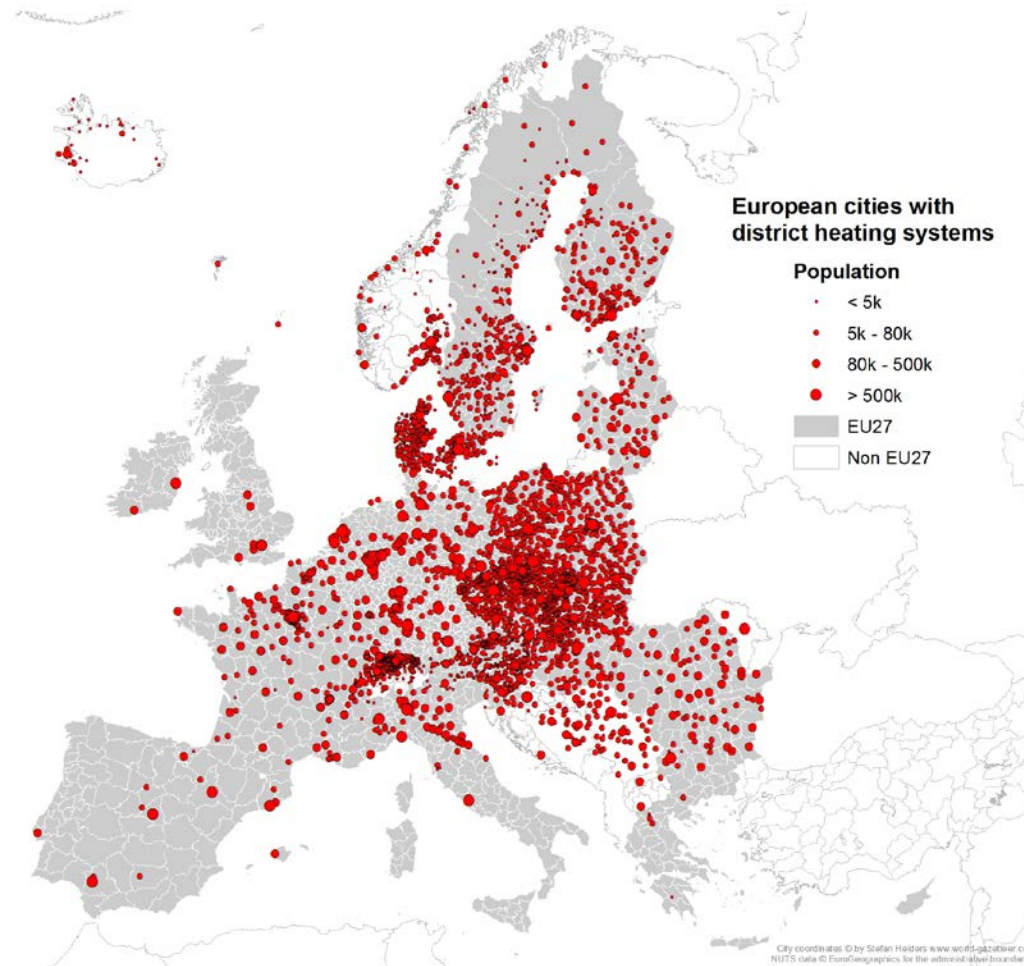 European cities with
district heating systems
Population
< 5k
5k - 80k
80k - 500k
> 500k
EU27
Non EU27
City coordinates © by Stefan Helders www.world-gazetteer.c
NUTS data © EuroGeographics for the administrative bounder